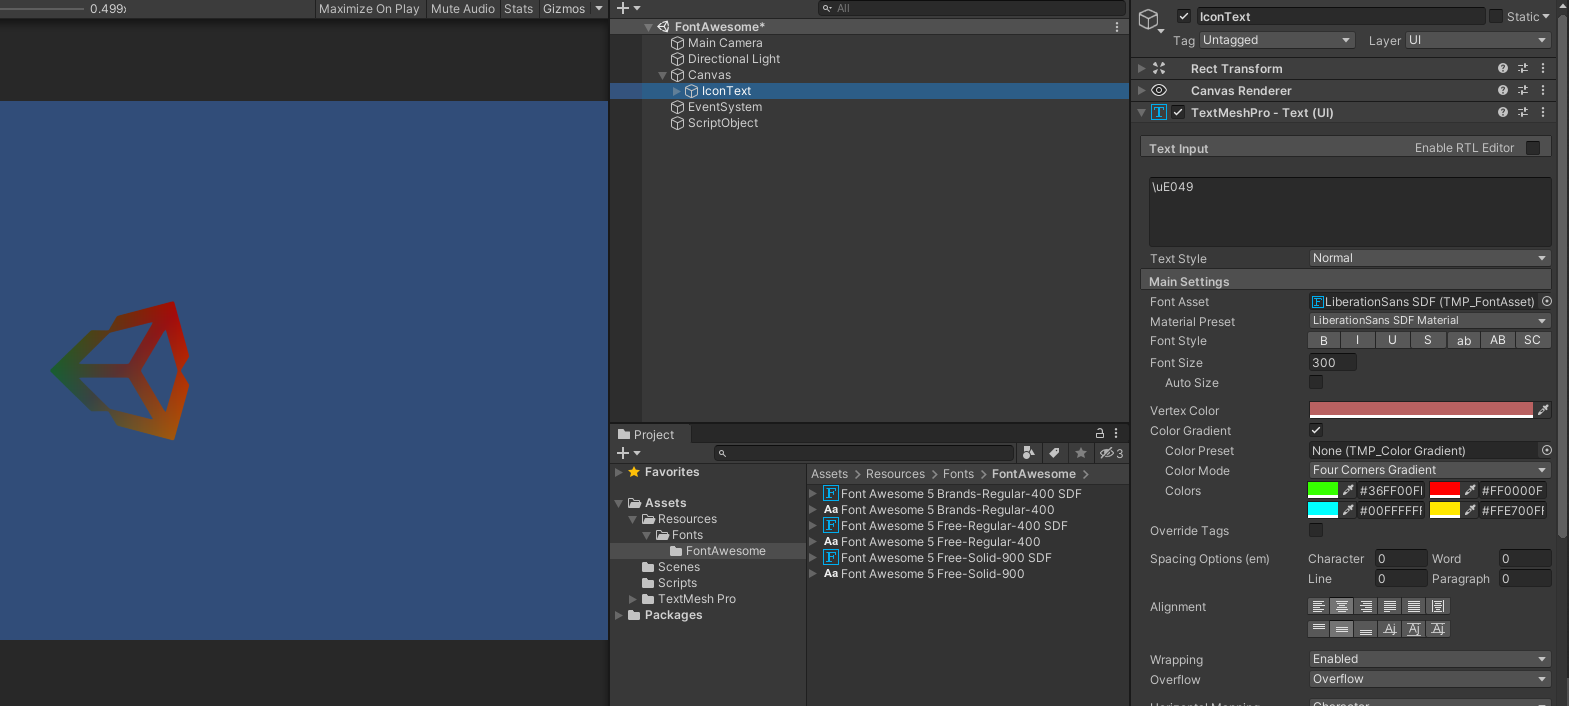 0.499x
Maximize On Play Mute Audio Stats Gizmos
All
FontAwesome*
Main Camera
Directional Light
Canvas
IconText
EventSystem
ScriptObject
Project
3
Favorites
Assets
Resources
Fonts
FontAwesome
Scenes
Scripts
TextMesh Pro
Packages
Assets > Resources > Fonts > FontAwesome >
Font Awesome 5 Brands-Regular-400 SDF
Aa Font Awesome 5 Brands-Regular-400
Font Awesome 5 Free-Regular-400 SDF
Aa Font Awesome 5 Free-Regular-400
Font Awesome 5 Free-Solid-900 SDF
Aa Font Awesome 5 Free-Solid-900
IconText Static
Tag Untagged Layer UI
Rect Transform
Canvas Renderer
TextMeshPro - Text (UI)
Text Input Enable RTL Editor
\uE049
Text Style Normal
Main Settings
Font Asset LiberationSans SDF (TMP_FontAsset)
Material Preset LiberationSans SDF Material
Font Style B I U S ab AB SC
Font Size 300
Auto Size
Vertex Color
Color Gradient
Color Preset None (TMP_Color Gradient)
Color Mode Four Corners Gradient
Colors #36FF00F #FF0000F
#00FFFFF #FFE700F
Override Tags
Spacing Options (em) Character 0 Word 0
Line 0 Paragraph 0
Alignment
Wrapping Enabled
Overflow Overflow
Horizontal Mapping Character